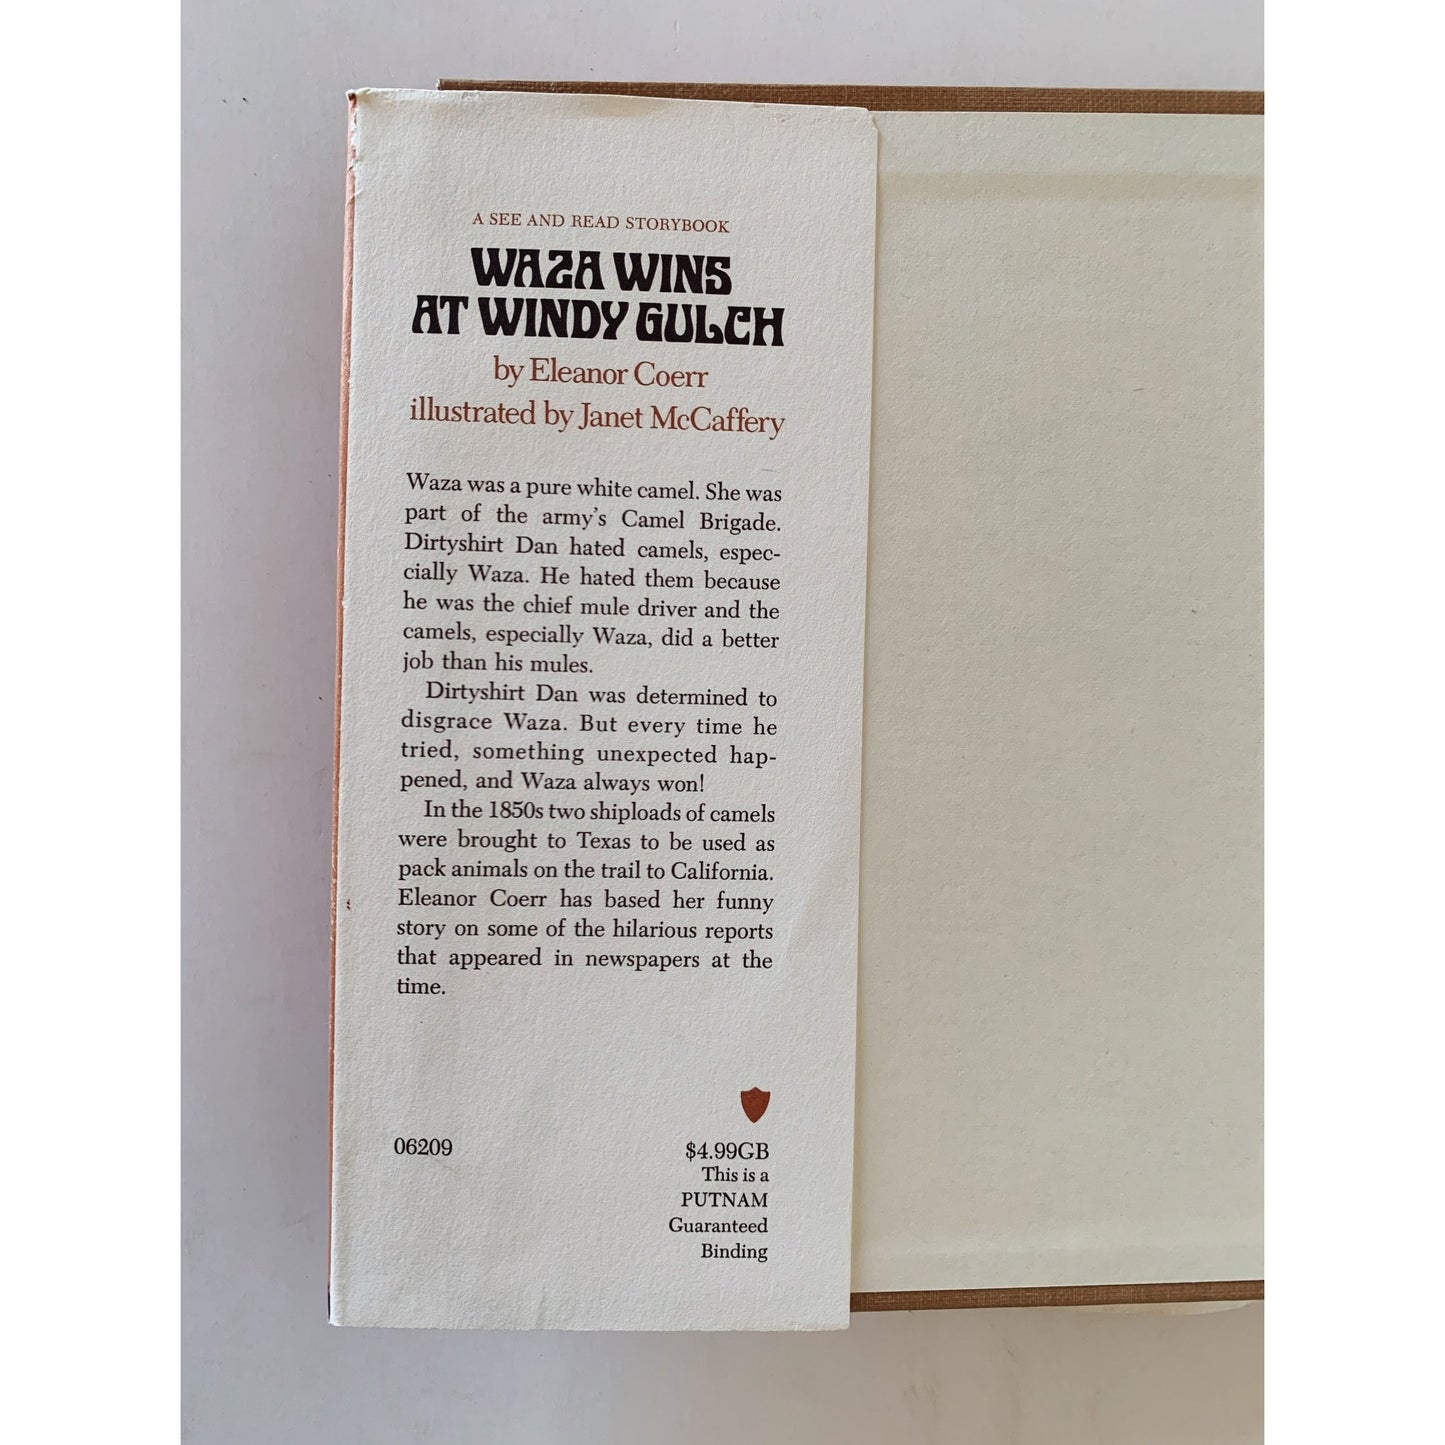 A SEE AND READ STORYBOOK
WAZA WINS
AT WINDY GULCH
by Eleanor Coerr
illustrated by Janet McCaffery
Waza was a pure white camel. She was
part of the army's Camel Brigade.
Dirtyshirt Dan hated camels, espec-
cially Waza. He hated them because
he was the chief mule driver and the
camels, especially Waza, did a better
job than his mules.
Dirtyshirt Dan was determined to
disgrace Waza. But every time he
tried, something unexpected hap-
pened, and Waza always won!
In the 1850s two shiploads of camels
were brought to Texas to be used as
pack animals on the trail to California.
Eleanor Coerr has based her funny
story on some of the hilarious reports
that appeared in newspapers at the
time.
06209
$4.99GB
This is a
PUTNAM
Guaranteed
Binding